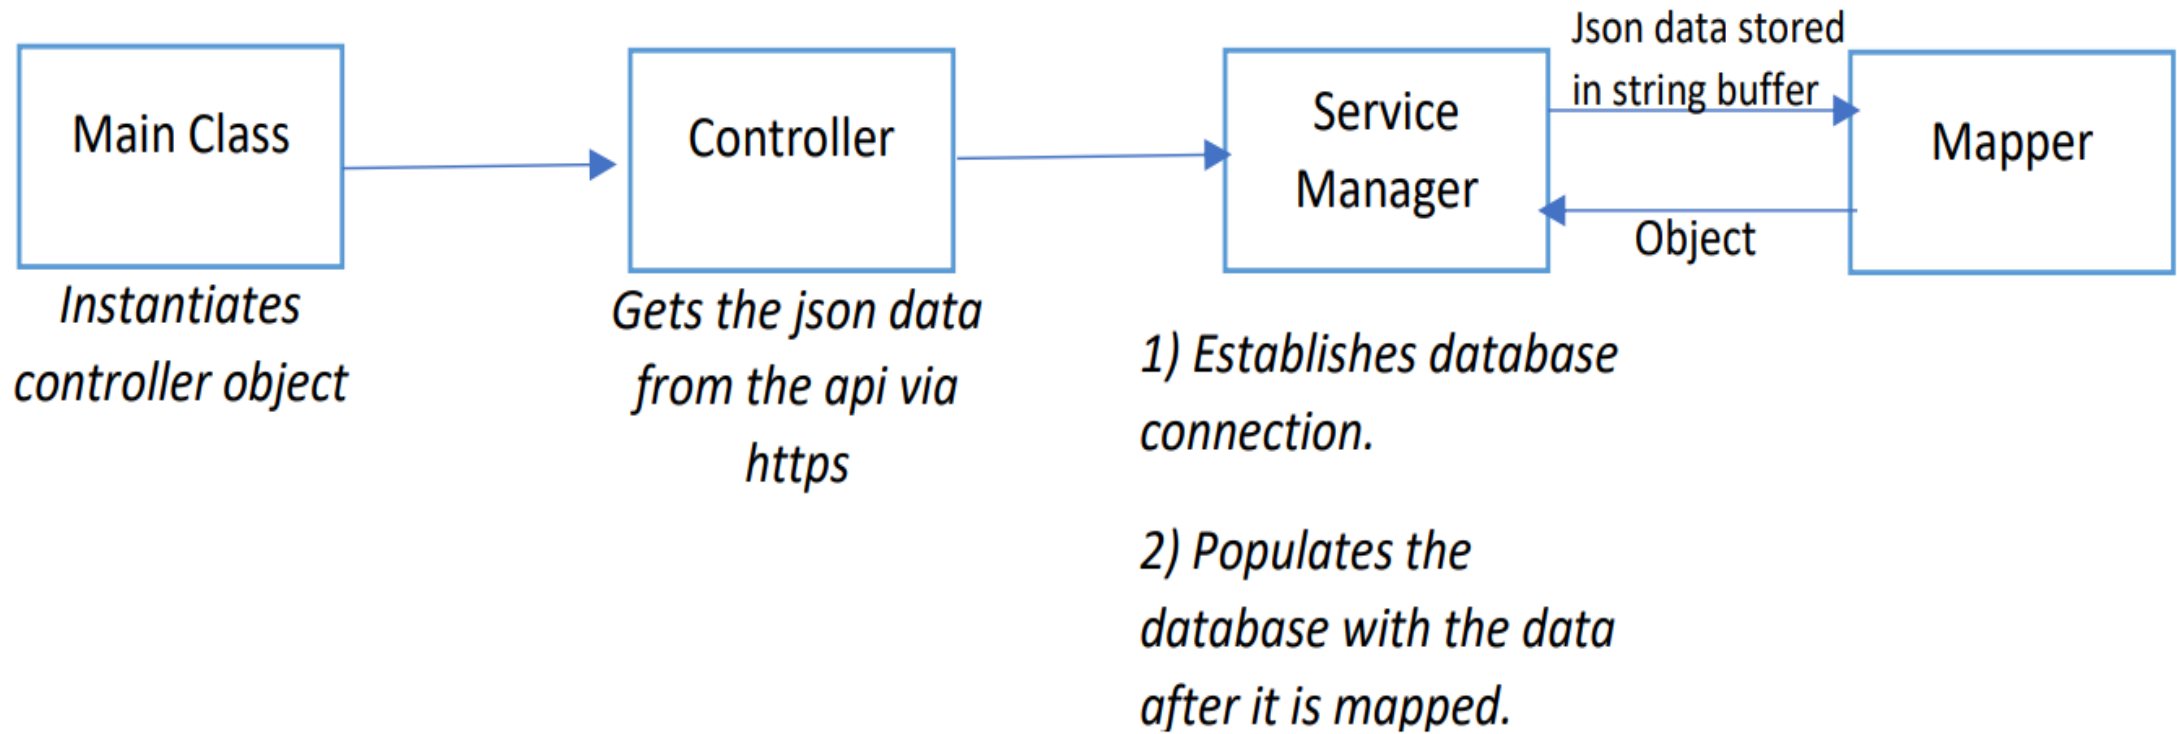 Main Class
Instantiates
controller object
Controller
Gets the json data
from the api via
https
Service
Manager
1) Establishes database
connection.
2) Populates the
database with the data
after it is mapped.
Json data stored
in string buffer
Object
Mapper